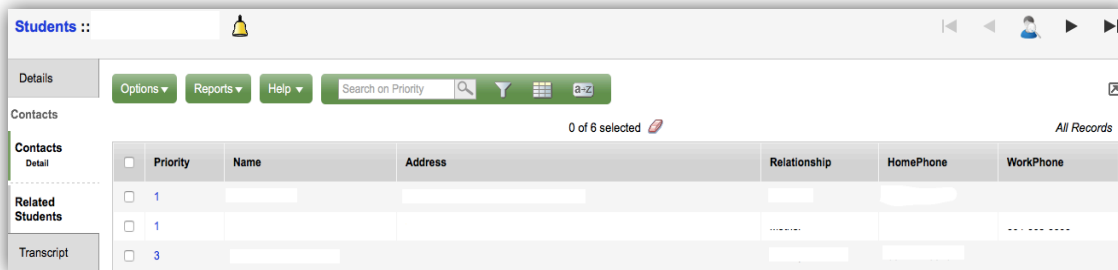 Students ::
Details
Options ▾ Reports ▾ Help ▾ Search on Priority a-z
Contacts
0 of 6 selected All Records
Contacts
Detail
Priority Name Address Relationship HomePhone WorkPhone
1
Related
Students
1
Transcript
3